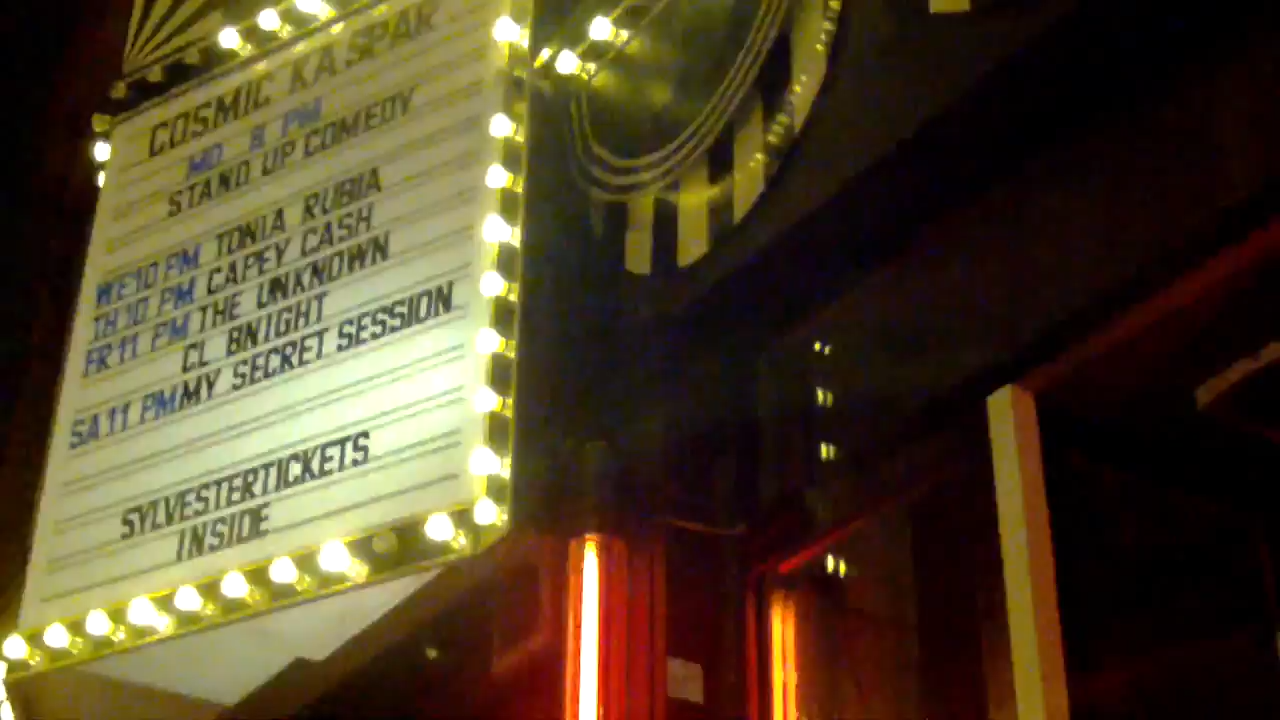 COSMIC KASPAR
MO 8 PM
STAND UP COMEDY
WE 10 PM TONIA RUBIA
TH 10 PM CAPEY CASH
FR 11 PM THE UNKNOWN
CL BNIGHT
SA 11 PM MY SECRET SESSION
SYLVESTERTICKETS
INSIDE